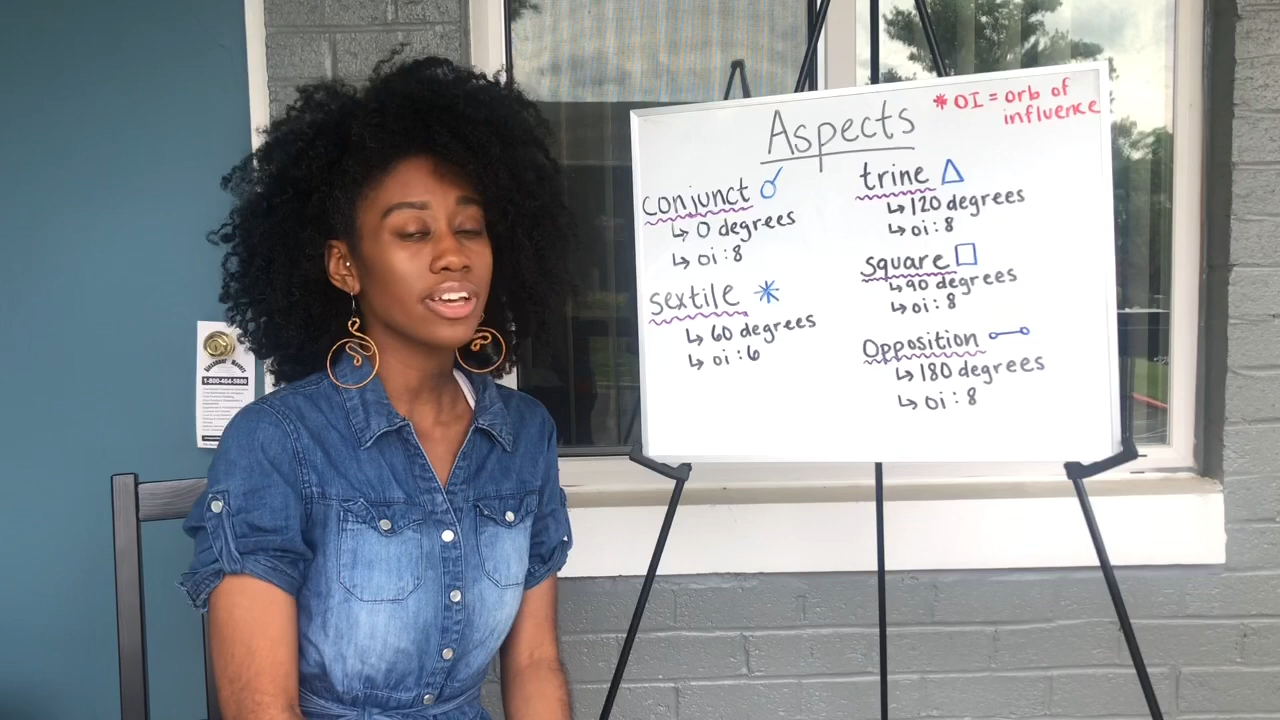 Aspects
* OI = orb of
influence
conjunct
↳ 0 degrees
↳ oi : 8
sextile
↳ 60 degrees
↳ oi : 6
trine
↳ 120 degrees
↳ oi : 8
square
↳ 90 degrees
↳ oi : 8
Opposition
↳ 180 degrees
↳ oi : 8
1-800-464-5880